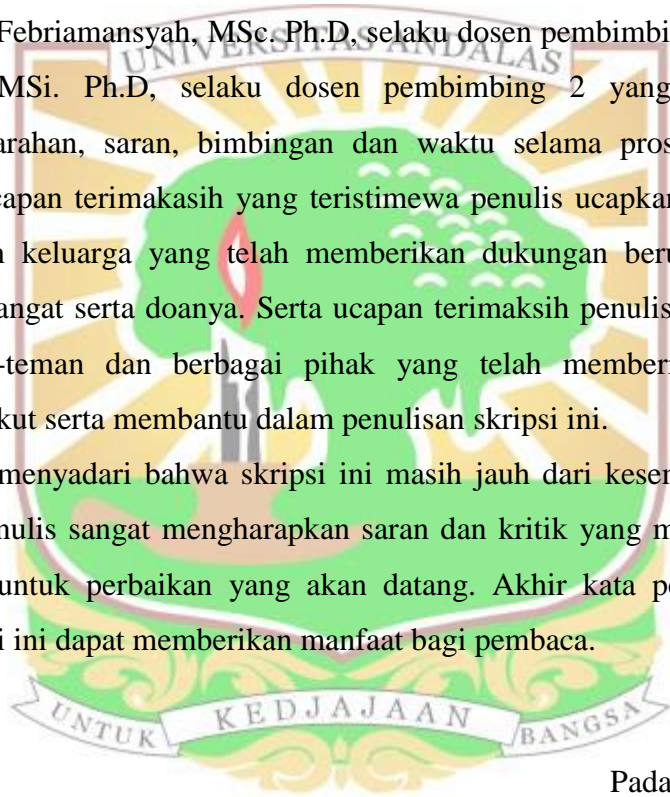 Febriamansyah, MSc. Ph.D, selaku dosen pembimbi
UNIVERSITAS ANDALAS
MSi. Ph.D, selaku dosen pembimbing 2 yang
arahan, saran, bimbingan dan waktu selama pros
capan terimakasih yang teristimewa penulis ucapkan
n keluarga yang telah memberikan dukungan beru
angat serta doanya. Serta ucapan terimaksih penulis
-teman dan berbagai pihak yang telah member
kut serta membantu dalam penulisan skripsi ini.
menyadari bahwa skripsi ini masih jauh dari keser
nulis sangat mengharapkan saran dan kritik yang m
untuk perbaikan yang akan datang. Akhir kata pe
i ini dapat memberikan manfaat bagi pembaca.
UNTUK KEDJAJAAN BANGSA
Pada